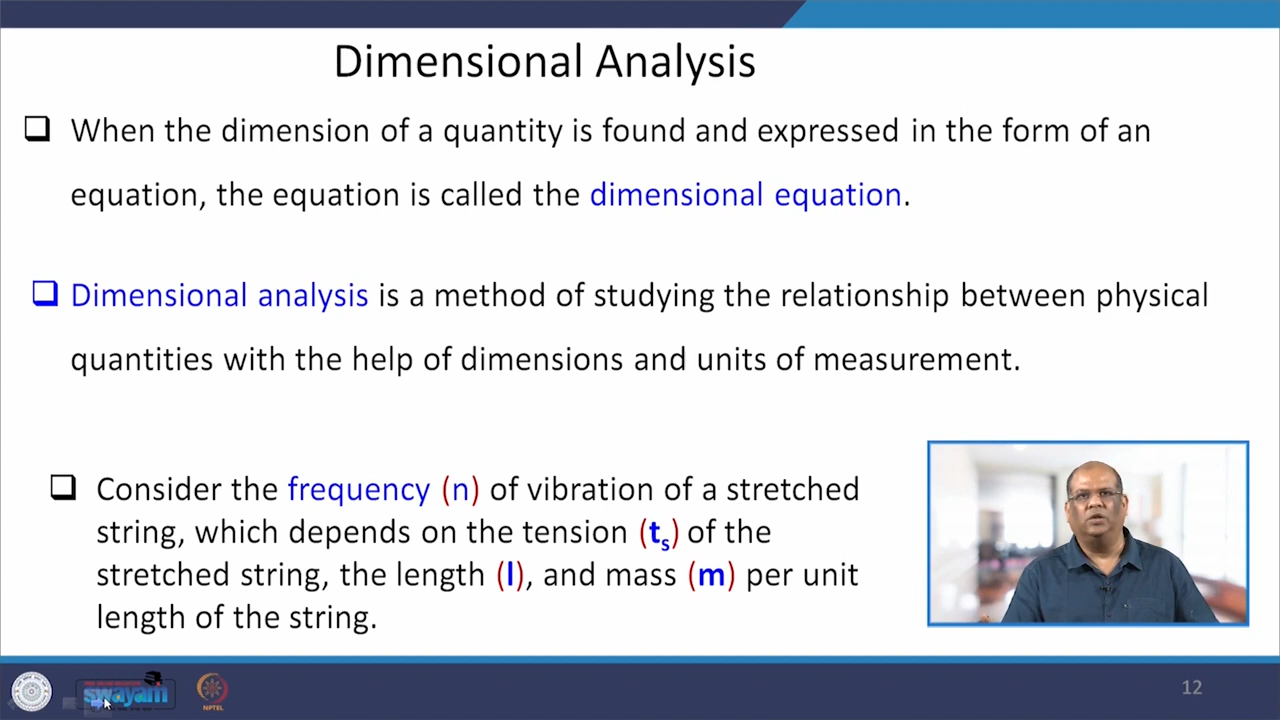 Dimensional Analysis
When the dimension of a quantity is found and expressed in the form of an
equation, the equation is called the dimensional equation.
Dimensional analysis is a method of studying the relationship between physical
quantities with the help of dimensions and units of measurement.
Consider the frequency (n) of vibration of a stretched
string, which depends on the tension (ts) of the
stretched string, the length (l), and mass (m) per unit
length of the string.
swayam
NPTEL
12